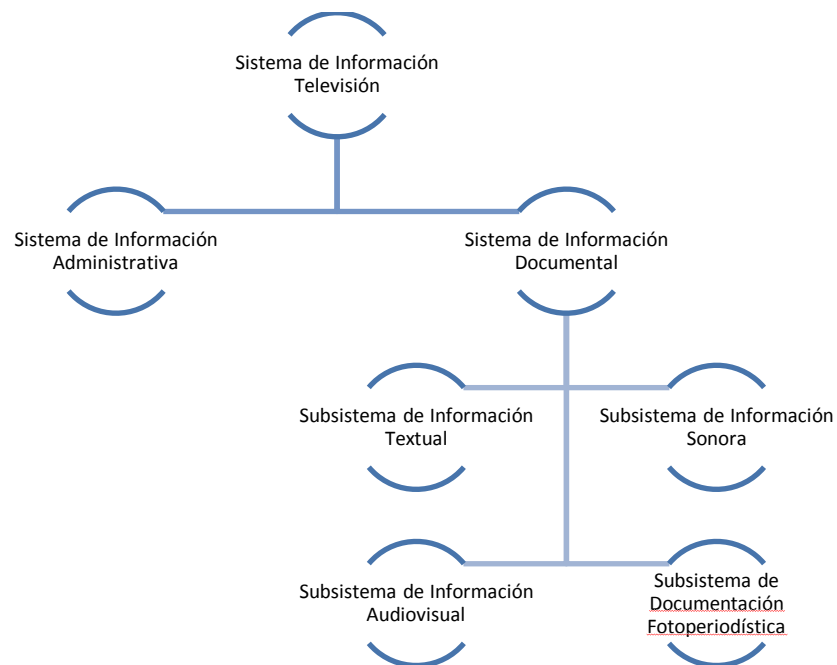 Sistema de Información
Televisión
Sistema de Información
Administrativa
Sistema de Información
Documental
Subsistema de Información
Textual
Subsistema de Información
Sonora
Subsistema de Información
Audiovisual
Subsistema de
Documentación
Fotoperiodística